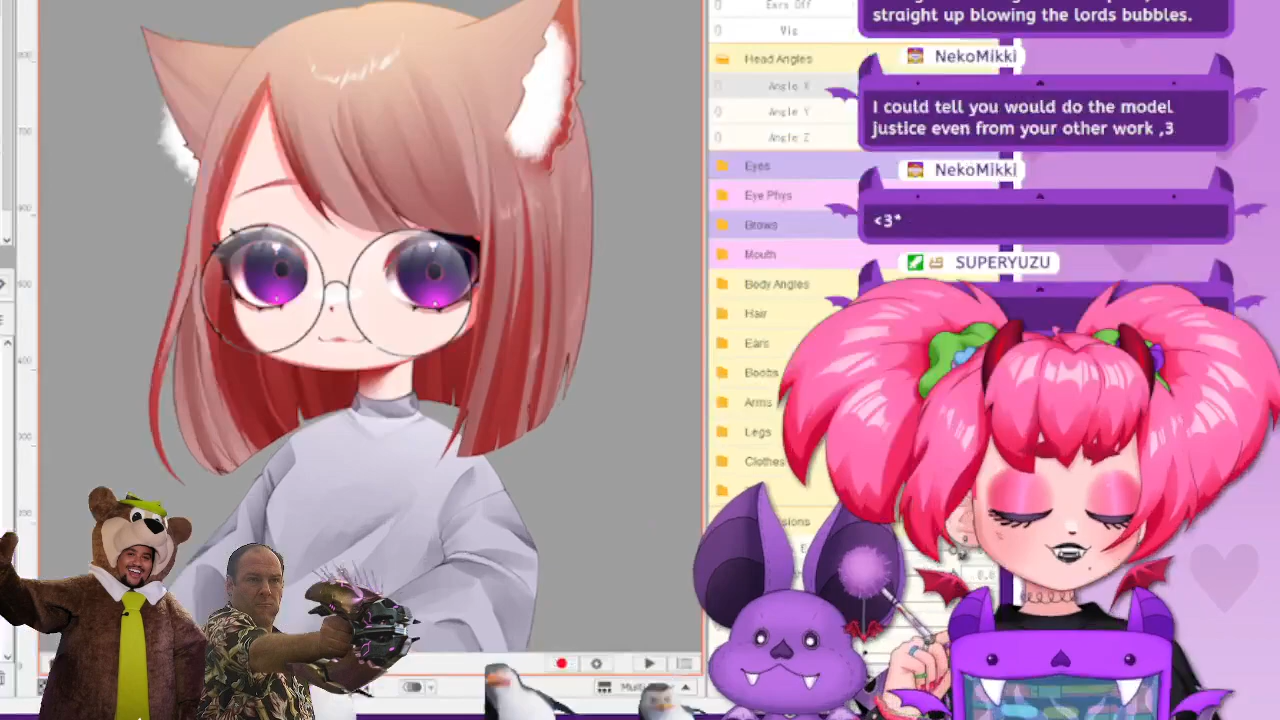 Ears Off
Vis
Head Angles
Angle X
Angle Y
Angle Z
Eyes
Eye Phys
Brows
Mouth
Body Angles
Hair
Ears
Boobs
Arms
Legs
Clothes
straight up blowing the lords bubbles.
NekoMikki
I could tell you would do the model
justice even from your other work ,3
NekoMikki
<3*
SUPERYUZU